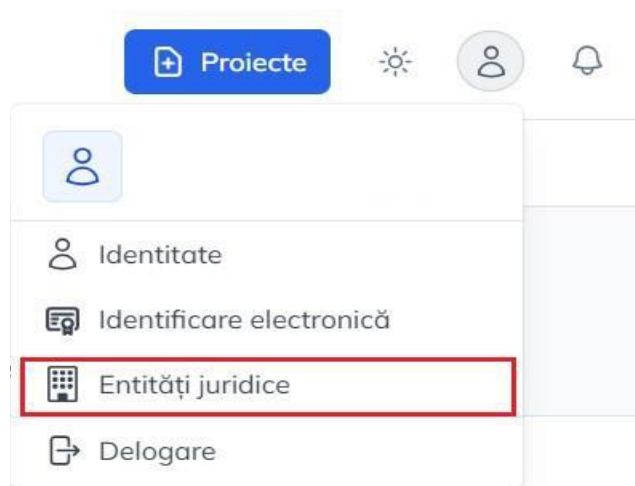 Proiecte
Identitate
Identificare electronică
Entități juridice
Delogare